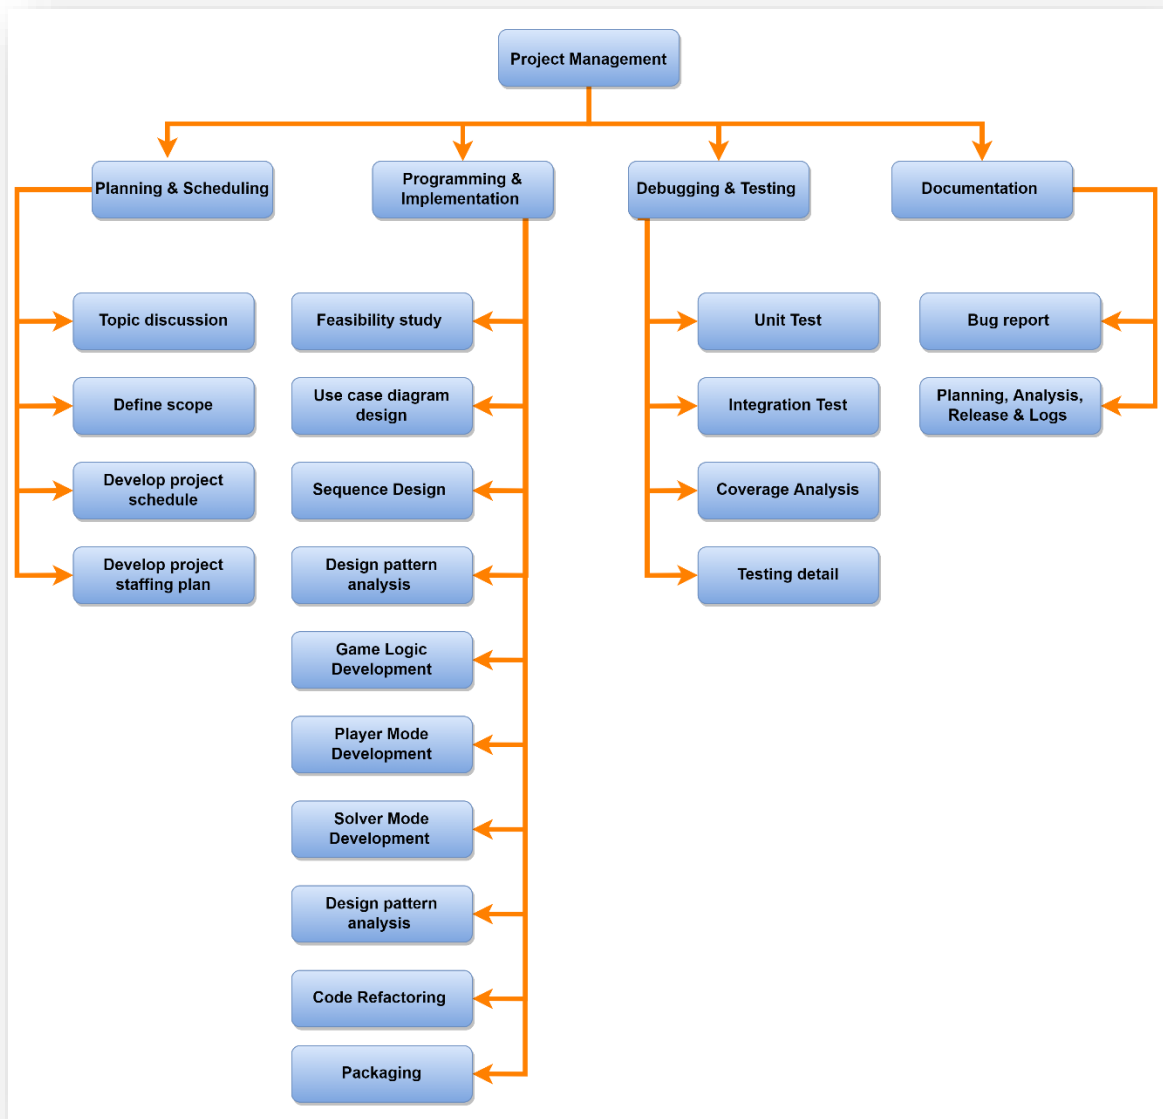 Project Management
Planning & Scheduling
Programming &
Implementation
Debugging & Testing
Documentation
Topic discussion
Define scope
Develop project
schedule
Develop project
staffing plan
Feasibility study
Use case diagram
design
Sequence Design
Design pattern
analysis
Game Logic
Development
Player Mode
Development
Solver Mode
Development
Design pattern
analysis
Code Refactoring
Packaging
Unit Test
Integration Test
Coverage Analysis
Testing detail
Bug report
Planning, Analysis,
Release & Logs